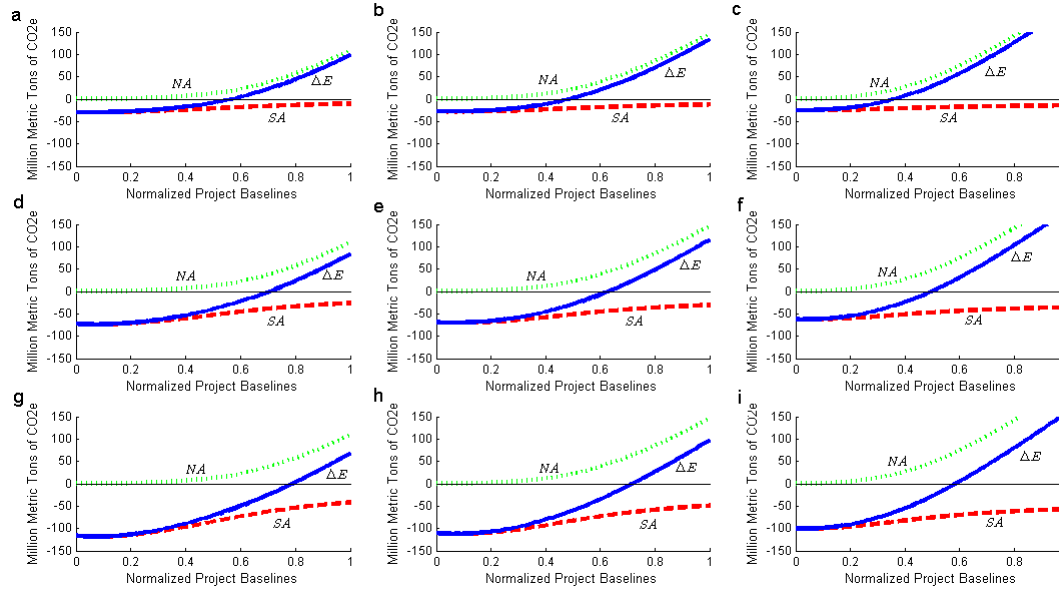 a
Million Metric Tons of CO2e
150
100
50
0
-50
-100
-150
NA
ΔE
SA
0 0.2 0.4 0.6 0.8 1
Normalized Project Baselines
b
Million Metric Tons of CO2e
150
100
50
0
-50
-100
-150
NA
ΔE
SA
0 0.2 0.4 0.6 0.8 1
Normalized Project Baselines
c
Million Metric Tons of CO2e
150
100
50
0
-50
-100
-150
NA
ΔE
SA
0 0.2 0.4 0.6 0.8
Normalized Project Baselines
d
Million Metric Tons of CO2e
150
100
50
0
-50
-100
-150
NA
ΔE
SA
0 0.2 0.4 0.6 0.8 1
Normalized Project Baselines
e
Million Metric Tons of CO2e
150
100
50
0
-50
-100
-150
NA
ΔE
SA
0 0.2 0.4 0.6 0.8 1
Normalized Project Baselines
f
Million Metric Tons of CO2e
150
100
50
0
-50
-100
-150
NA
ΔE
SA
0 0.2 0.4 0.6 0.8
Normalized Project Baselines
g
Million Metric Tons of CO2e
150
100
50
0
-50
-100
-150
NA
ΔE
SA
0 0.2 0.4 0.6 0.8 1
Normalized Project Baselines
h
Million Metric Tons of CO2e
150
100
50
0
-50
-100
-150
NA
ΔE
SA
0 0.2 0.4 0.6 0.8 1
Normalized Project Baselines
i
Million Metric Tons of CO2e
150
100
50
0
-50
-100
-150
NA
ΔE
SA
0 0.2 0.4 0.6 0.8
Normalized Project Baselines